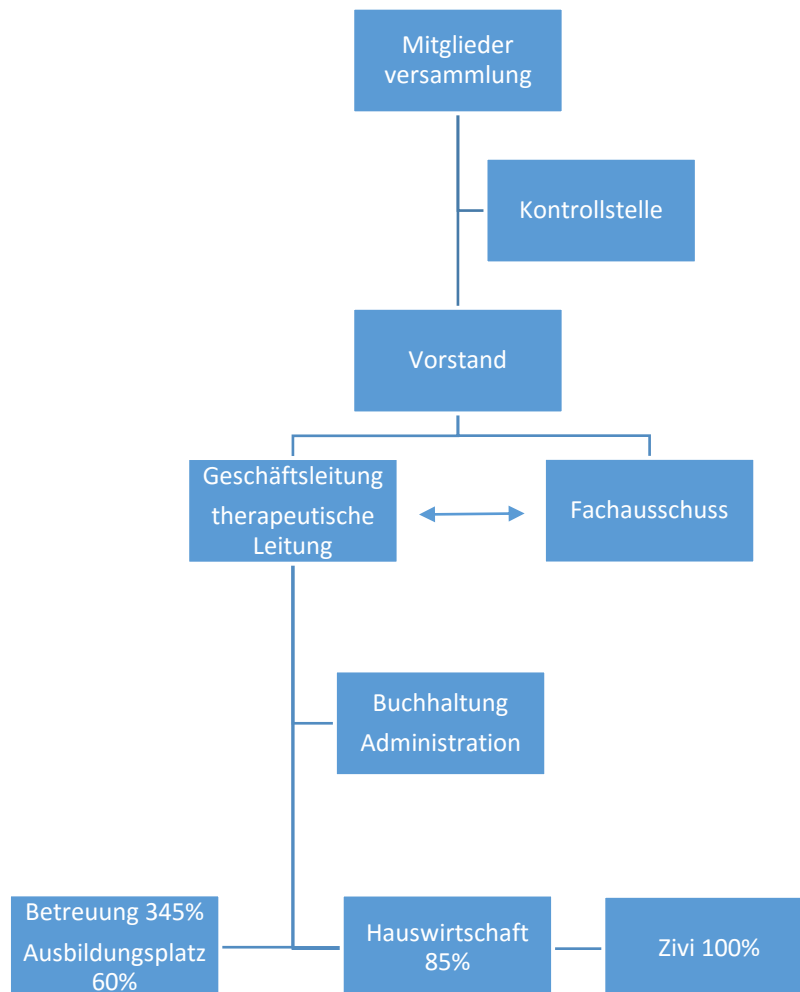 Mitglieder
versammlung
Kontrollstelle
Vorstand
Geschäftsleitung
therapeutische
Leitung
Fachausschuss
Buchhaltung
Administration
Betreuung 345%
Ausbildungsplatz
60%
Hauswirtschaft
85%
Zivi 100%